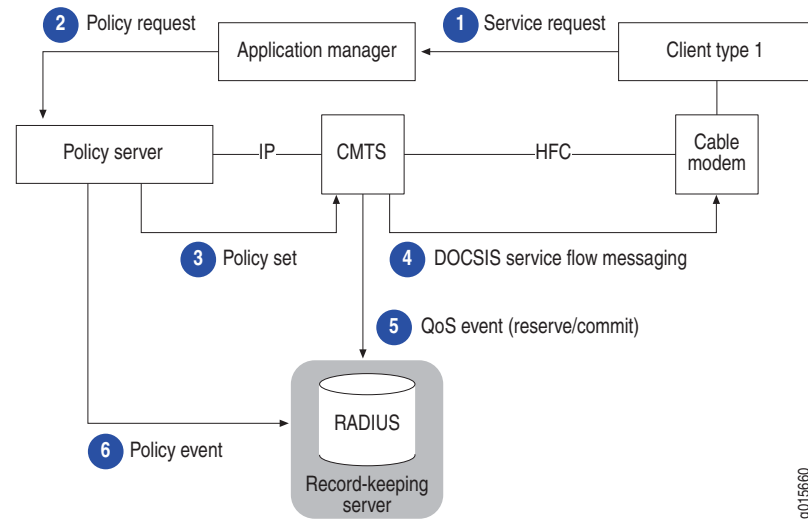 2 Policy request
1 Service request
Application manager
Client type 1
Policy server
IP
CMTS
HFC
Cable
modem
3 Policy set
4 DOCSIS service flow messaging
5 QoS event (reserve/commit)
RADIUS
6 Policy event
Record-keeping
server
g015660